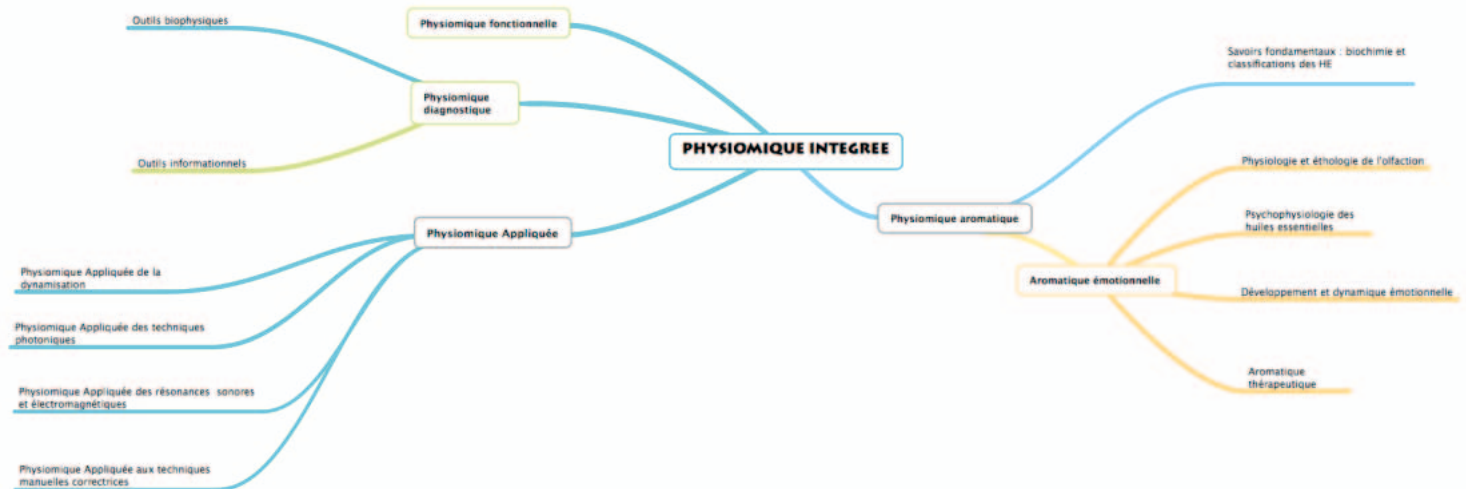 Outils biophysiques
Physiomique fonctionnelle
Physiomique
diagnostique
Outils informationnels
PHYSIOMIQUE INTEGREE
Physiomique Appliquée
Physiomique Appliquée de la
dynamisation
Physiomique Appliquée des techniques
photoniques
Physiomique Appliquée des résonances sonores
et électromagnétiques
Physiomique Appliquée aux techniques
manuelles correctrices
Savoirs fondamentaux : biochimie et
classifications des HE
Physiomique aromatique
Physiologie et éthologie de l'olfaction
Psychophysiologie des
huiles essentielles
Aromatique émotionnelle
Développement et dynamique émotionnelle
Aromatique
thérapeutique